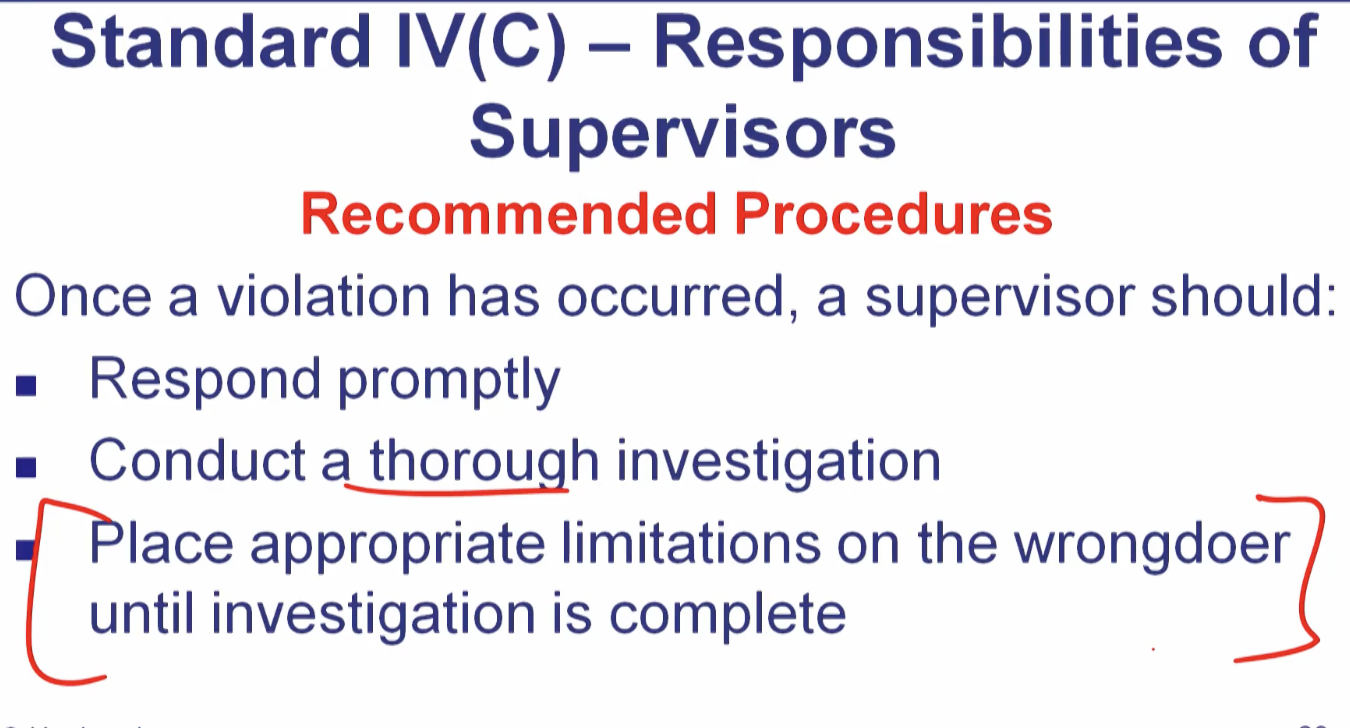 Standard IV(C) – Responsibilities of
Supervisors
Recommended Procedures
Once a violation has occurred, a supervisor should:
▪ Respond promptly
▪ Conduct a thorough investigation
▪ Place appropriate limitations on the wrongdoer
until investigation is complete